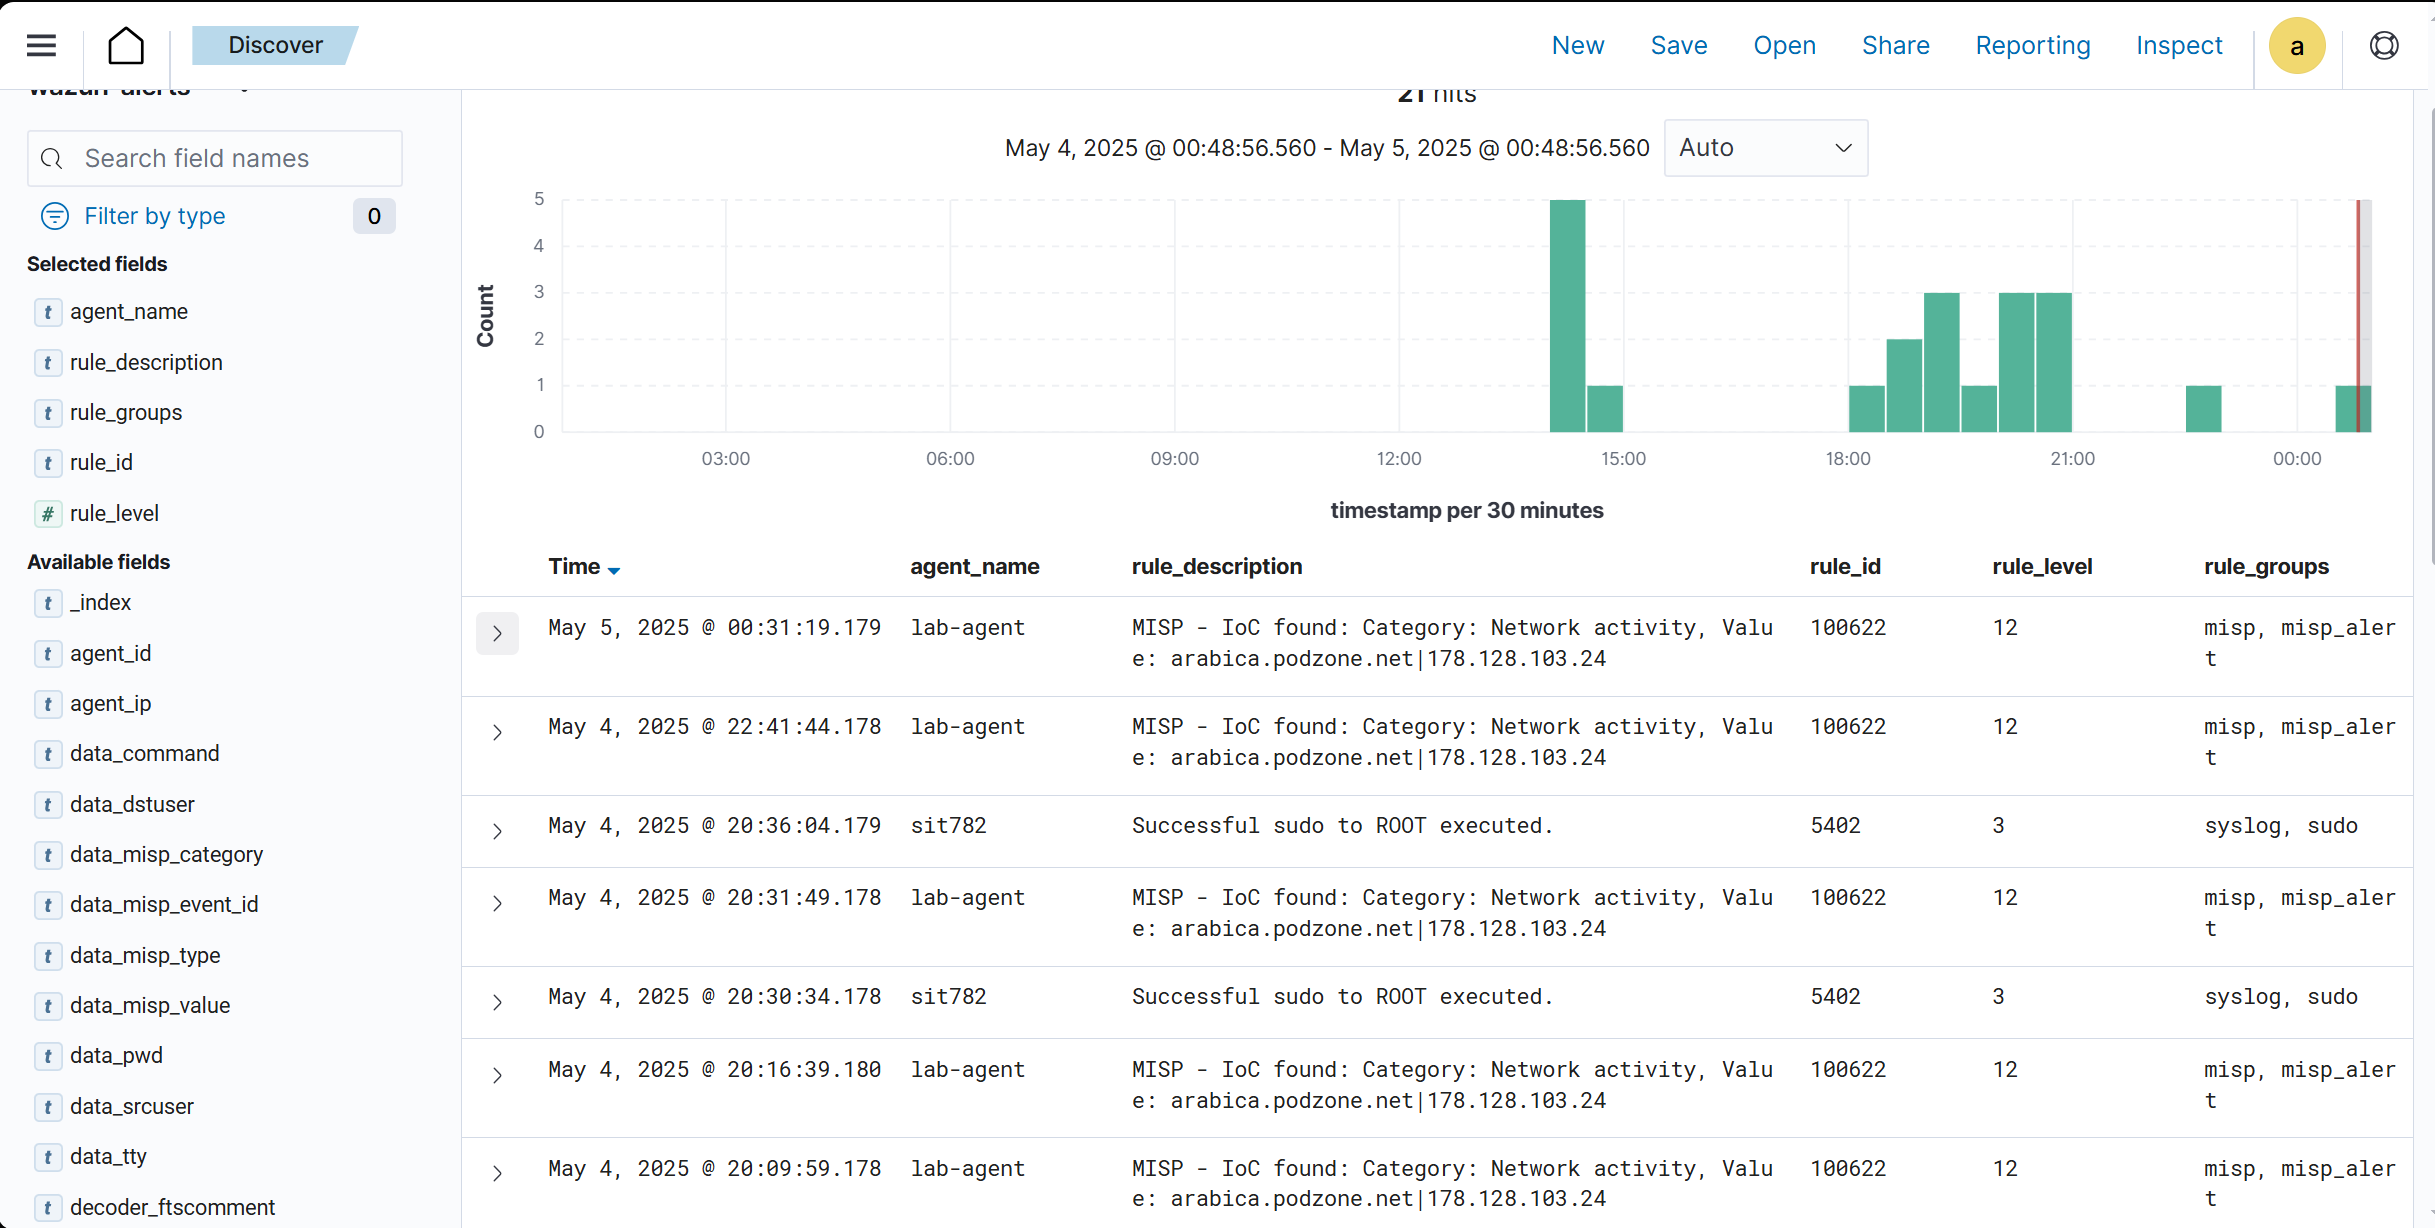 Discover
New Save Open Share Reporting Inspect a
wazuh-alerts
21 hits
Search field names
May 4, 2025 @ 00:48:56.560 - May 5, 2025 @ 00:48:56.560 Auto
Filter by type 0
Selected fields
t agent_name
t rule_description
t rule_groups
t rule_id
# rule_level
Available fields
t _index
t agent_id
t agent_ip
t data_command
t data_dstuser
t data_misp_category
t data_misp_event_id
t data_misp_type
t data_misp_value
t data_pwd
t data_srcuser
t data_tty
t decoder_ftscomment
Count
5
4
3
2
1
0
03:00 06:00 09:00 12:00 15:00 18:00 21:00 00:00
timestamp per 30 minutes
Time agent_name rule_description rule_id rule_level rule_groups
May 5, 2025 @ 00:31:19.179 lab-agent MISP - IoC found: Category: Network activity, Valu 100622 12 misp, misp_aler
e: arabica.podzone.net|178.128.103.24 t
May 4, 2025 @ 22:41:44.178 lab-agent MISP - IoC found: Category: Network activity, Valu 100622 12 misp, misp_aler
e: arabica.podzone.net|178.128.103.24 t
May 4, 2025 @ 20:36:04.179 sit782 Successful sudo to ROOT executed. 5402 3 syslog, sudo
May 4, 2025 @ 20:31:49.178 lab-agent MISP - IoC found: Category: Network activity, Valu 100622 12 misp, misp_aler
e: arabica.podzone.net|178.128.103.24 t
May 4, 2025 @ 20:30:34.178 sit782 Successful sudo to ROOT executed. 5402 3 syslog, sudo
May 4, 2025 @ 20:16:39.180 lab-agent MISP - IoC found: Category: Network activity, Valu 100622 12 misp, misp_aler
e: arabica.podzone.net|178.128.103.24 t
May 4, 2025 @ 20:09:59.178 lab-agent MISP - IoC found: Category: Network activity, Valu 100622 12 misp, misp_aler
e: arabica.podzone.net|178.128.103.24 t